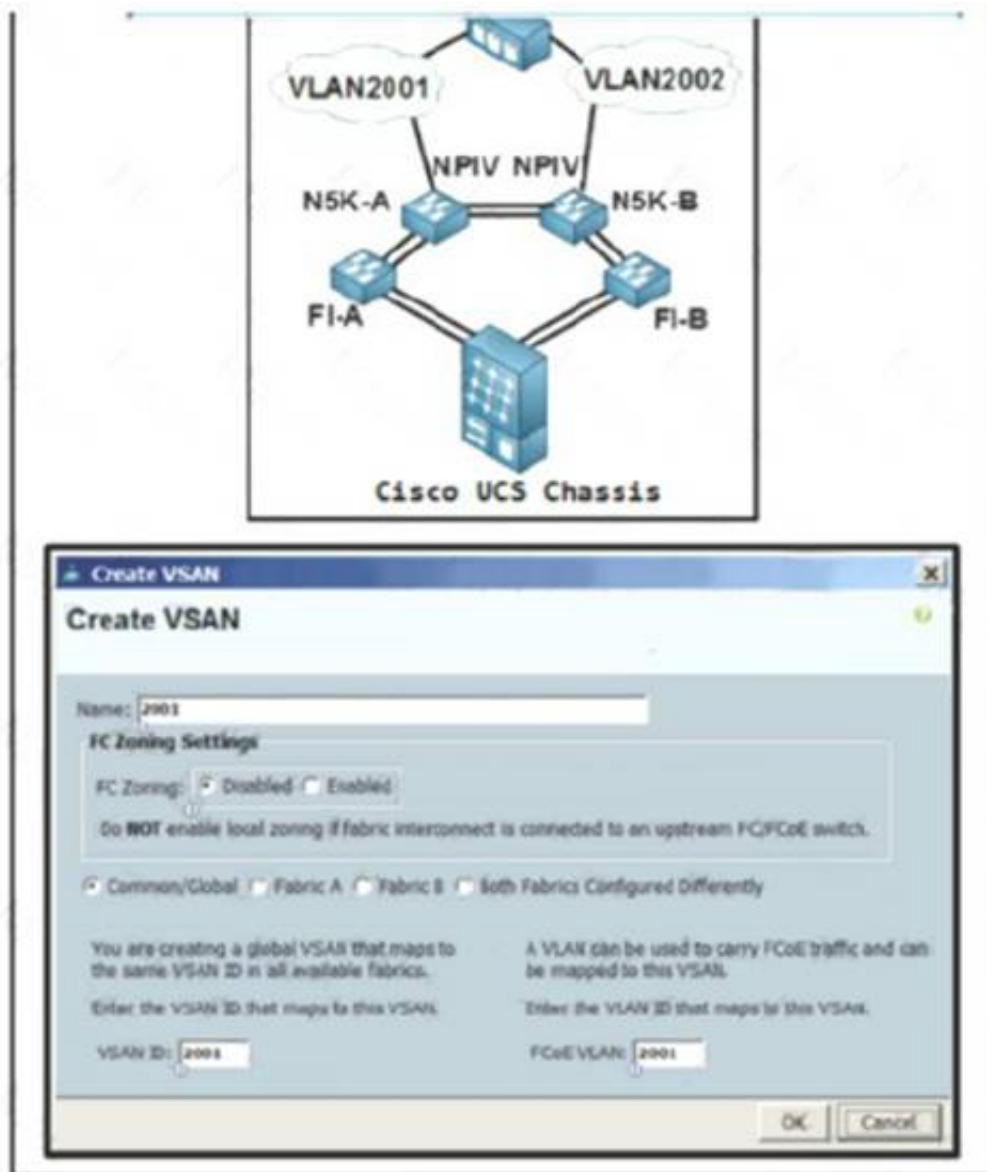 VLAN2001
VLAN2002
NPIV NPIV
N5K-A
N5K-B
FI-A
FI-B
Cisco UCS Chassis
Create VSAN
Create VSAN
Name: 2001
FC Zoning Settings
FC Zoning: Disabled Enabled
Do NOT enable local zoning if fabric interconnect is connected to an upstream FC/FCoE switch.
Common/Global Fabric A Fabric B Both Fabrics Configured Differently
You are creating a global VSAN that maps to
the same VSAN ID in all available fabrics.
Enter the VSAN ID that maps to this VSAN.
VSAN ID: 2001
A VLAN can be used to carry FCoE traffic and can
be mapped to this VSAN.
Enter the VLAN ID that maps to this VSAN.
FCoE VLAN: 2001
OK
Cancel